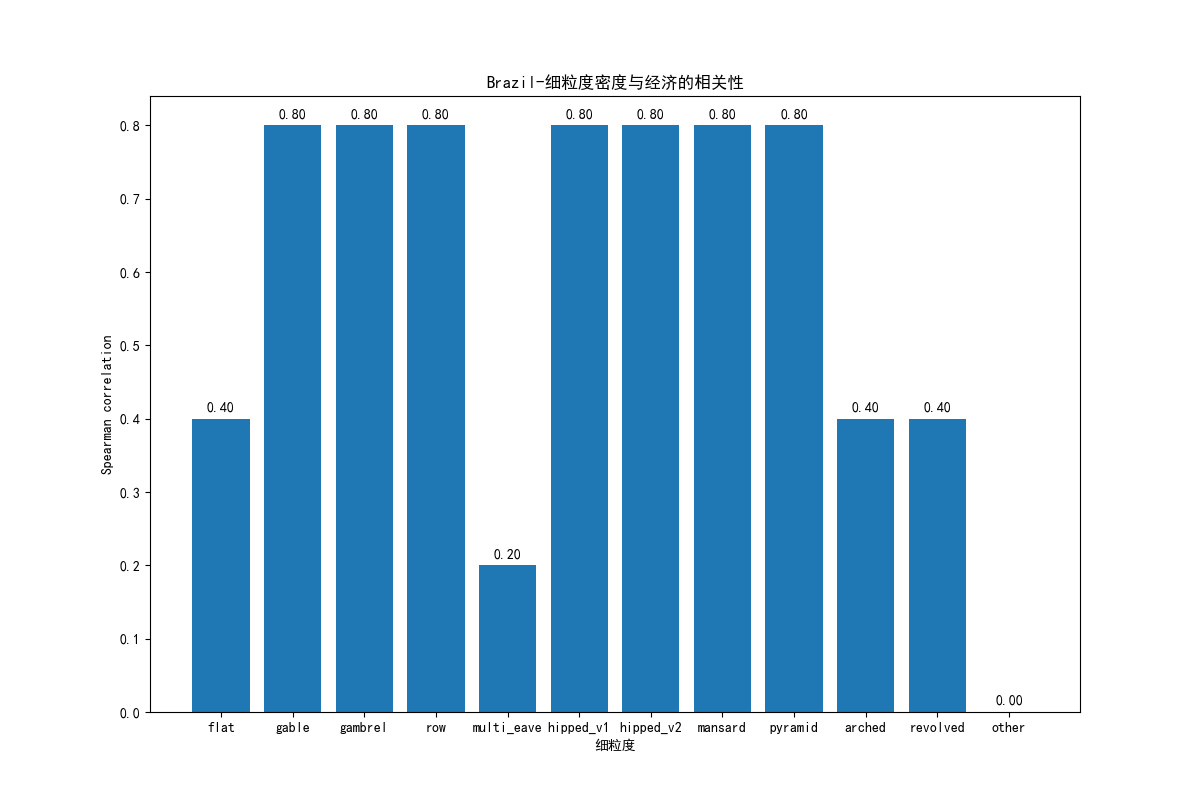 Brazil-细粒度密度与经济的相关性
Spearman correlation
0.8
0.7
0.6
0.5
0.4
0.3
0.2
0.1
0.0
0.40 0.80 0.80 0.80 0.20 0.80 0.80 0.80 0.80 0.40 0.40 0.00
flat gable gambrel row multi_eave hipped_v1 hipped_v2 mansard pyramid arched revolved other
细粒度